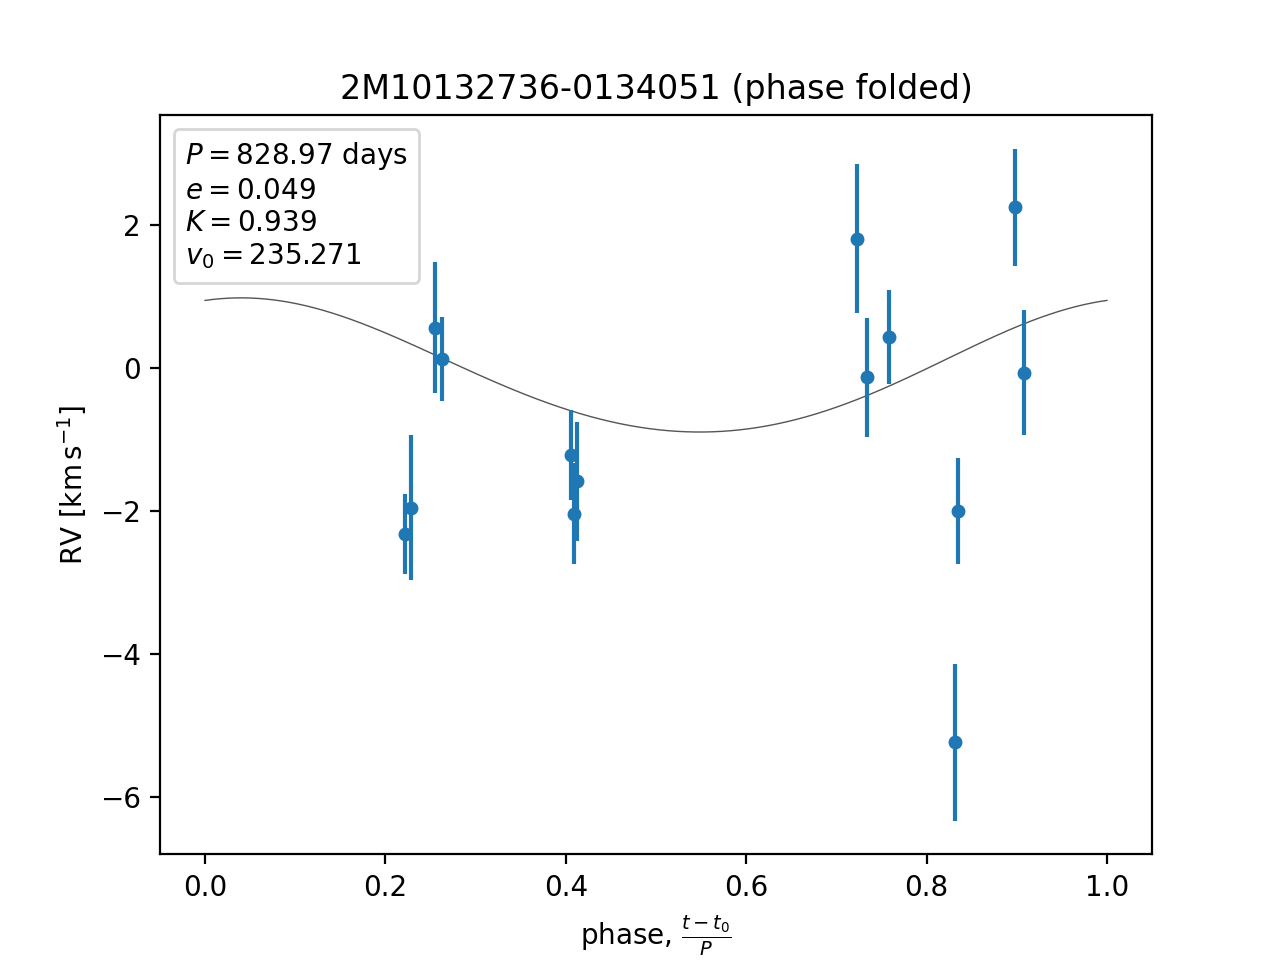 2M10132736-0134051 (phase folded)
P = 828.97 days
e = 0.049
K = 0.939
v₀ = 235.271
2
0
−2
−4
−6
RV [km s⁻¹]
0.0 0.2 0.4 0.6 0.8 1.0
phase, (t − t₀)/P